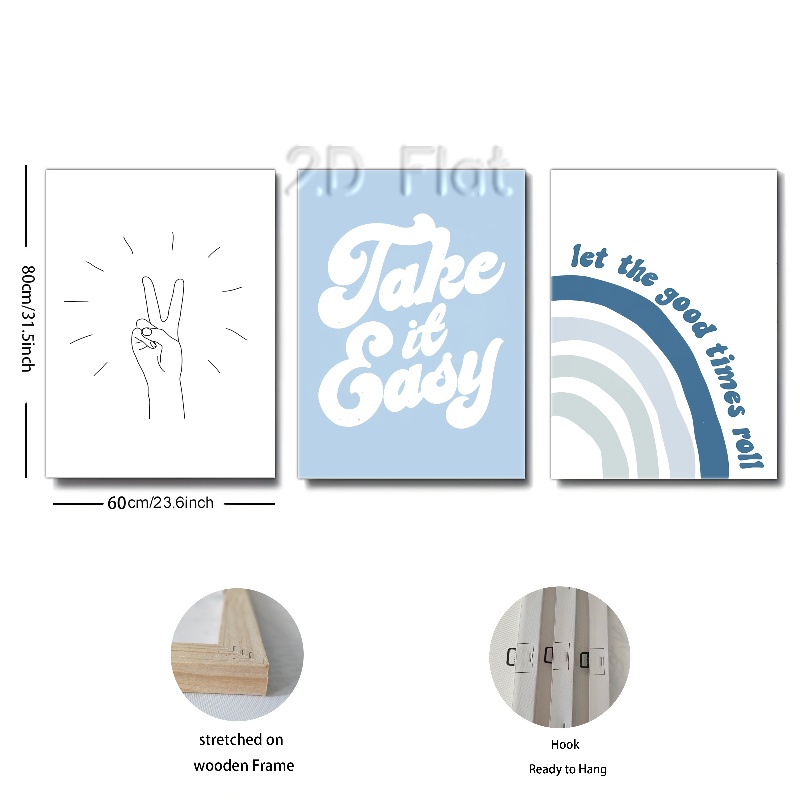 2D Flat
80cm/31.5inch
Take
it
Easy
let the good times roll
60cm/23.6inch
stretched on
wooden Frame
Hook
Ready to Hang